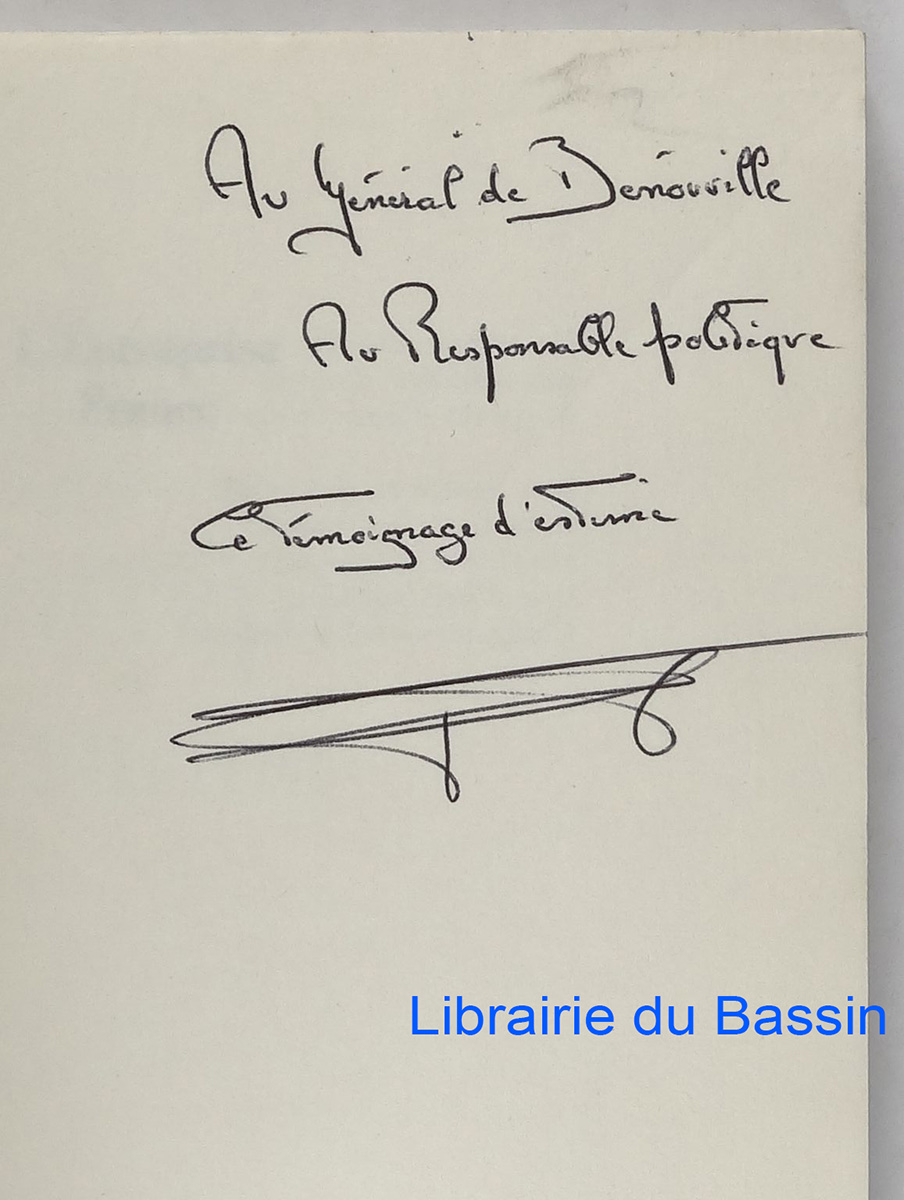 Au Général de Bénouville
Au Responsable politique
Ce témoignage d'estime
Librairie du Bassin